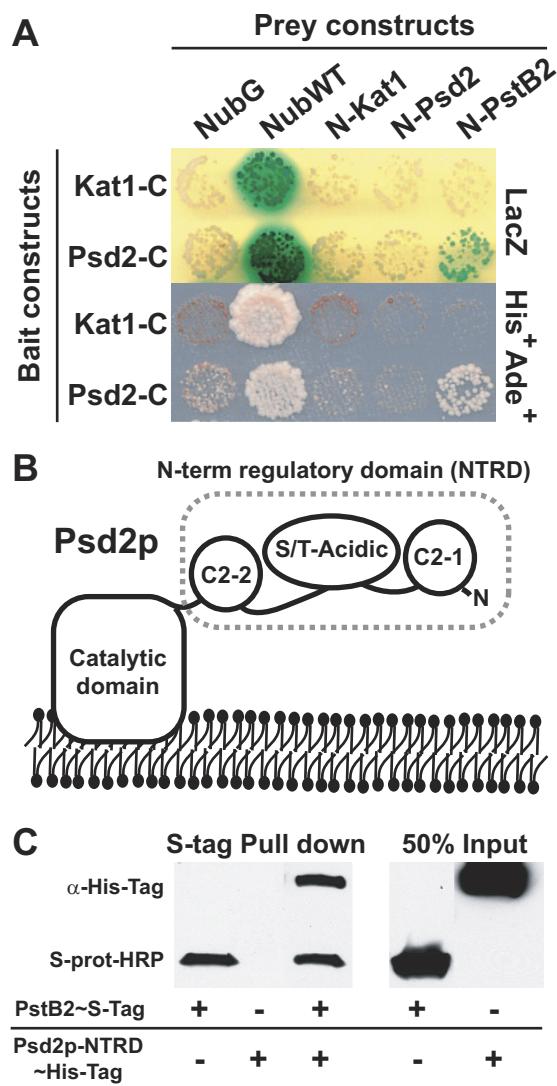 A
Prey constructs
NubG
NubWT
N-Kat1
N-Psd2
N-PstB2
Bait constructs
Kat1-C
Psd2-C
LacZ
Kat1-C
Psd2-C
His+ Ade+
B
N-term regulatory domain (NTRD)
Psd2p
C2-2
S/T-Acidic
C2-1
N
Catalytic
domain
C
S-tag Pull down
50% Input
α-His-Tag
S-prot-HRP
PstB2~S-Tag + - + + -
Psd2p-NTRD
~His-Tag - + + - +